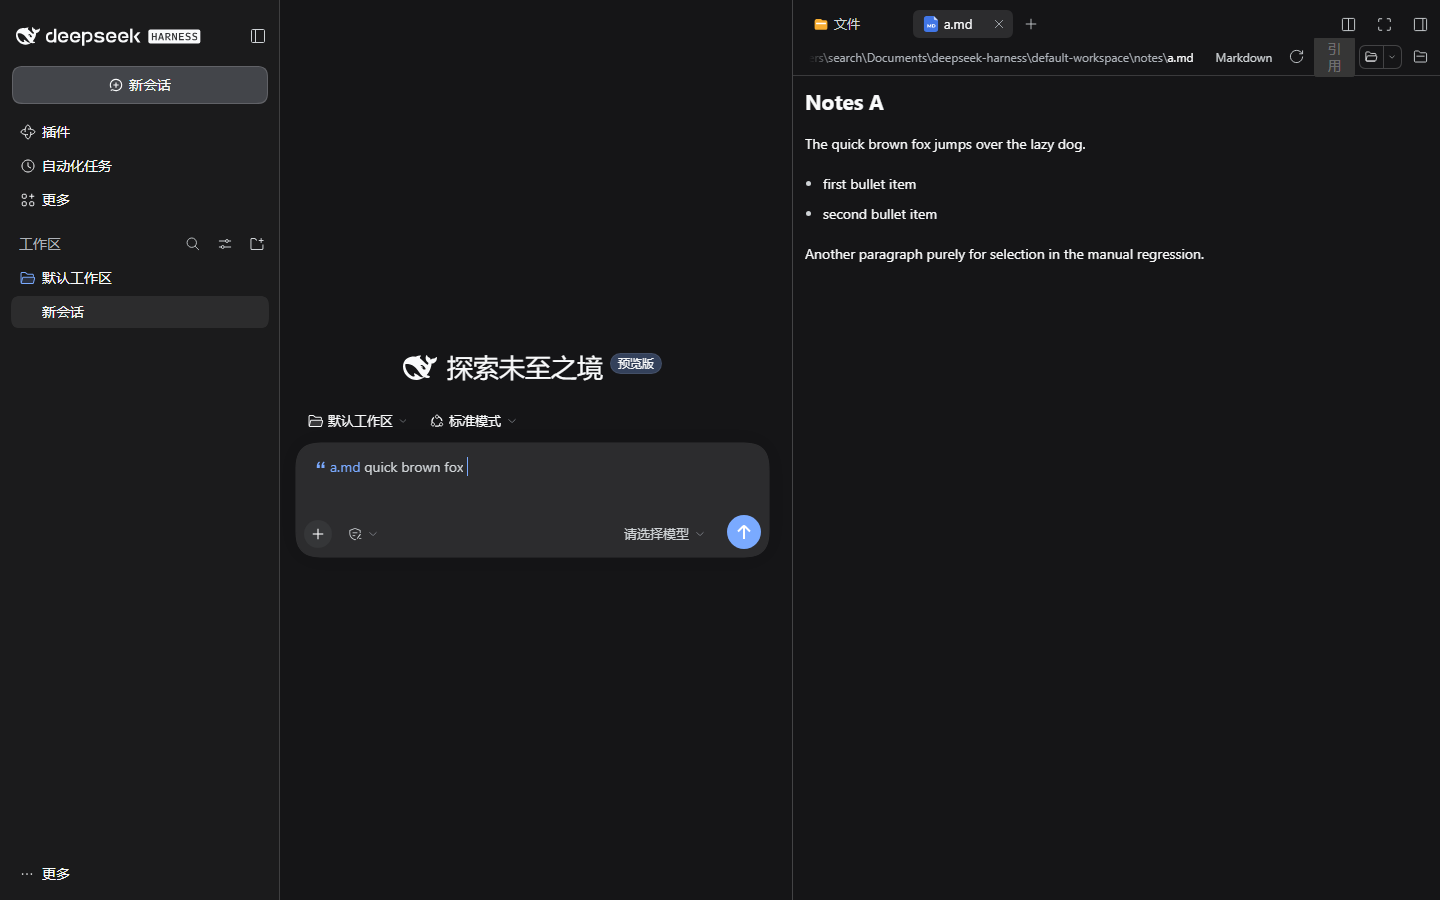 deepseek HARNESS
新会话
插件
自动化任务
更多
工作区
默认工作区
新会话
更多
探索未至之境 预览版
默认工作区 标准模式
“ a.md quick brown fox
请选择模型
文件 a.md
\search\Documents\deepseek-harness\default-workspace\notes\a.md Markdown 引用
Notes A
The quick brown fox jumps over the lazy dog.
• first bullet item
• second bullet item
Another paragraph purely for selection in the manual regression.